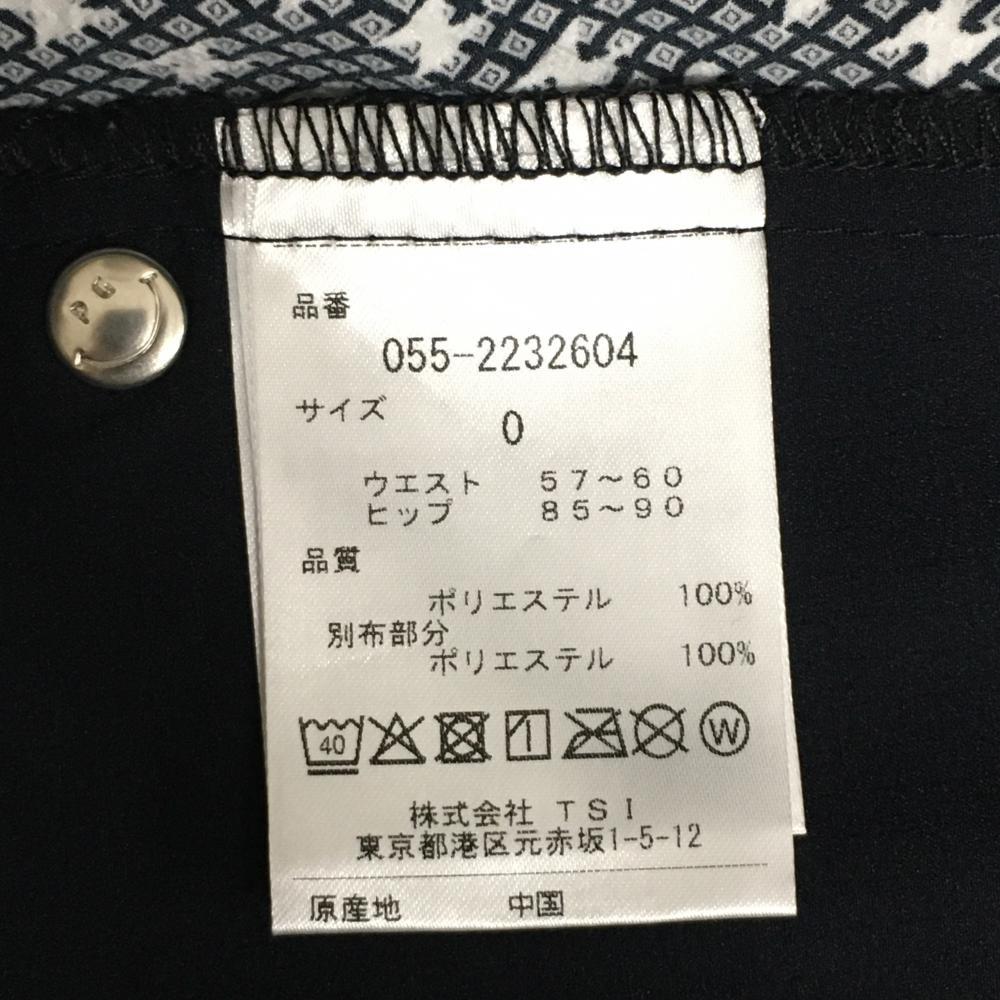 PG
品番
055-2232604
サイズ
0
ウエスト 57～60
ヒップ 85～90
品質
ポリエステル 100%
別布部分
ポリエステル 100%
40
W
株式会社 TSI
東京都港区元赤坂1-5-12
原産地 中国